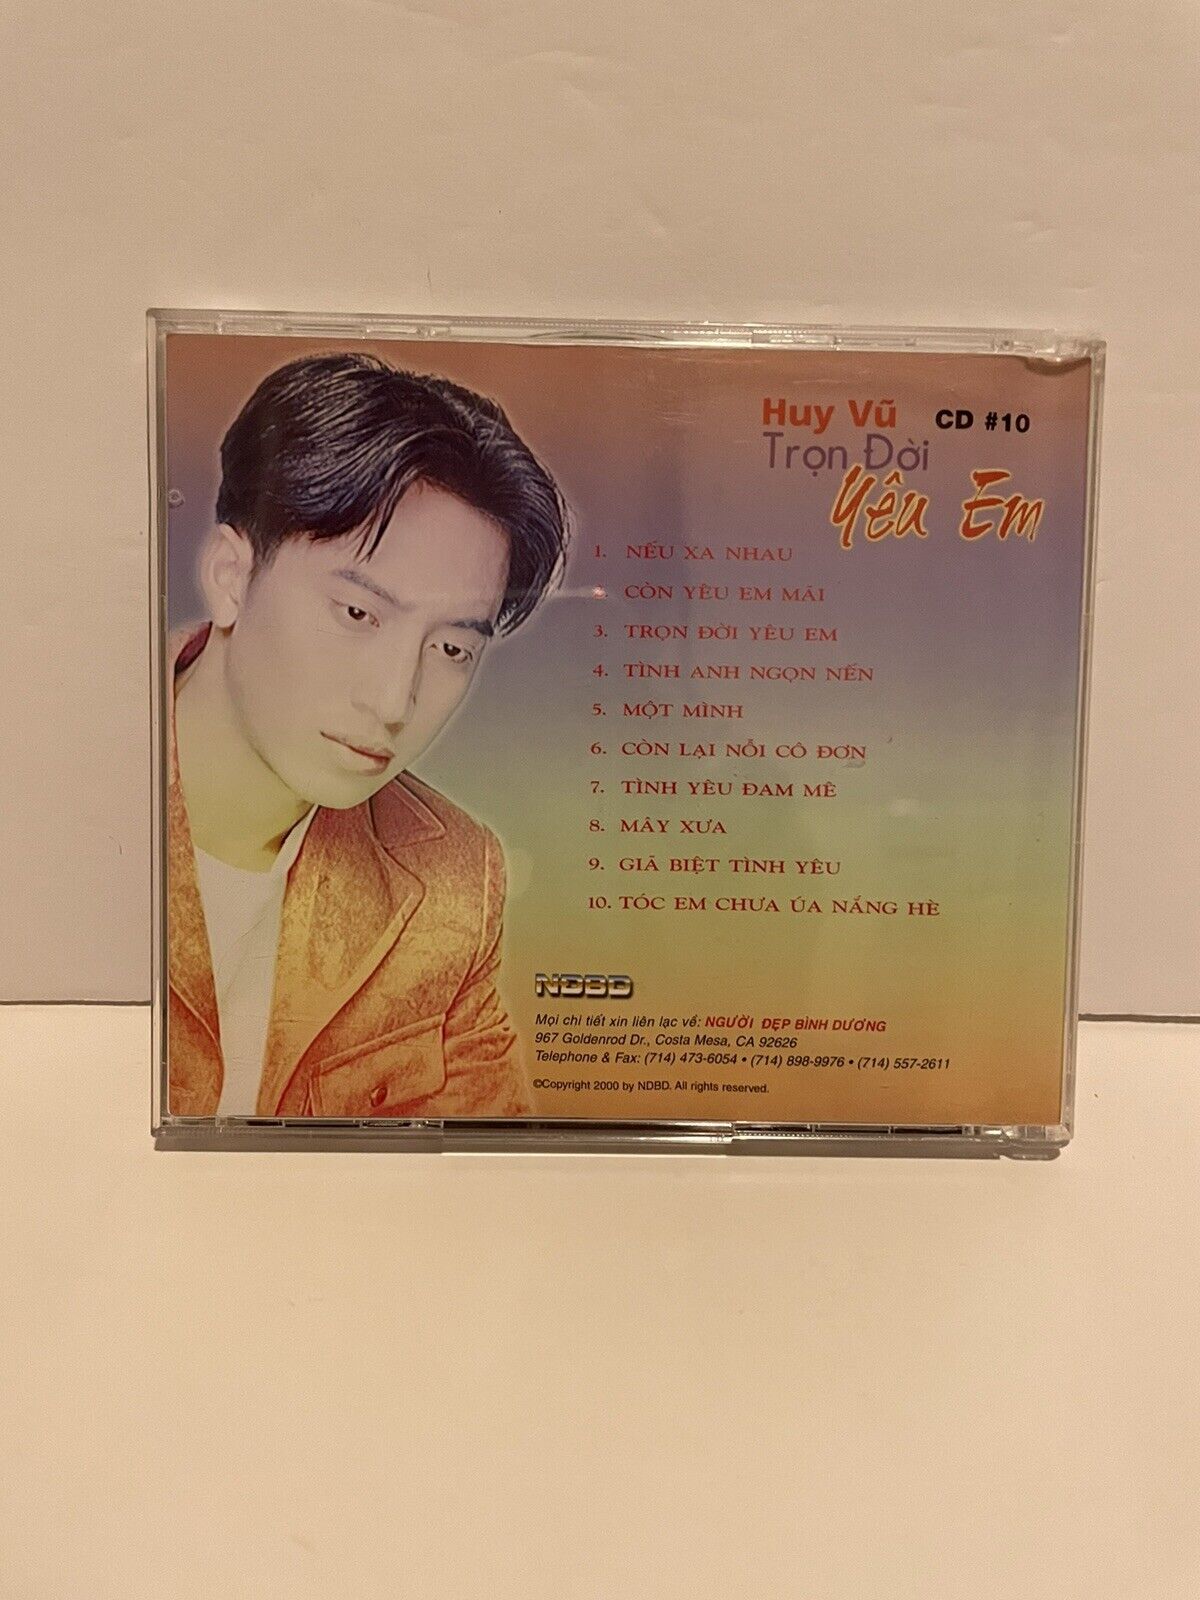 Huy Vũ CD #10
Trọn Đời
Yêu Em
1. NẾU XA NHAU
2. CÒN YÊU EM MÃI
3. TRỌN ĐỜI YÊU EM
4. TÌNH ANH NGỌN NẾN
5. MỘT MÌNH
6. CÒN LẠI NỖI CÔ ĐƠN
7. TÌNH YÊU ĐAM MÊ
8. MÂY XƯA
9. GIÃ BIỆT TÌNH YÊU
10. TÓC EM CHƯA ÚA NẮNG HÈ
NDBD
Mọi chi tiết xin liên lạc về: NGƯỜI ĐẸP BÌNH DƯƠNG
967 Goldenrod Dr., Costa Mesa, CA 92626
Telephone & Fax: (714) 473-6054 • (714) 898-9976 • (714) 557-2611
©Copyright 2000 by NDBD. All rights reserved.